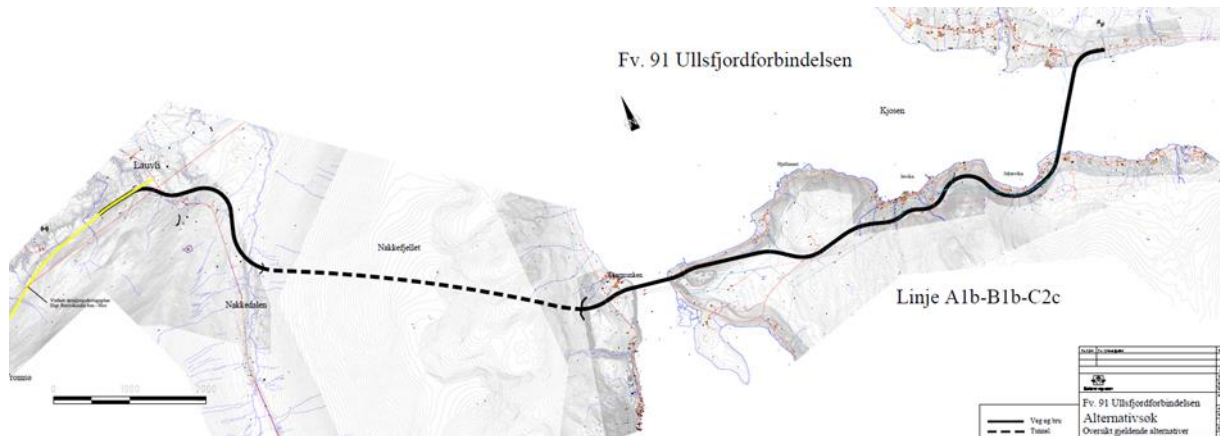 Fv. 91 Ullsfjordforbindelsen
Kjosen
Lauvli
Nakkefjellet
Nakkedalen
Linje A1b-B1b-C2c
0
1000
2000
Fv. 91 Ullsfjordforbindelsen
Alternativsøk
Oversikt gjeldende alternativer
Veg og bru
Tunnel